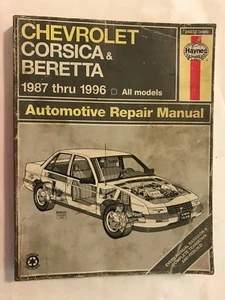 CHEVROLET
CORSICA &
BERETTA
1987 thru 1996 □ All models
Haynes
Automotive Repair Manual